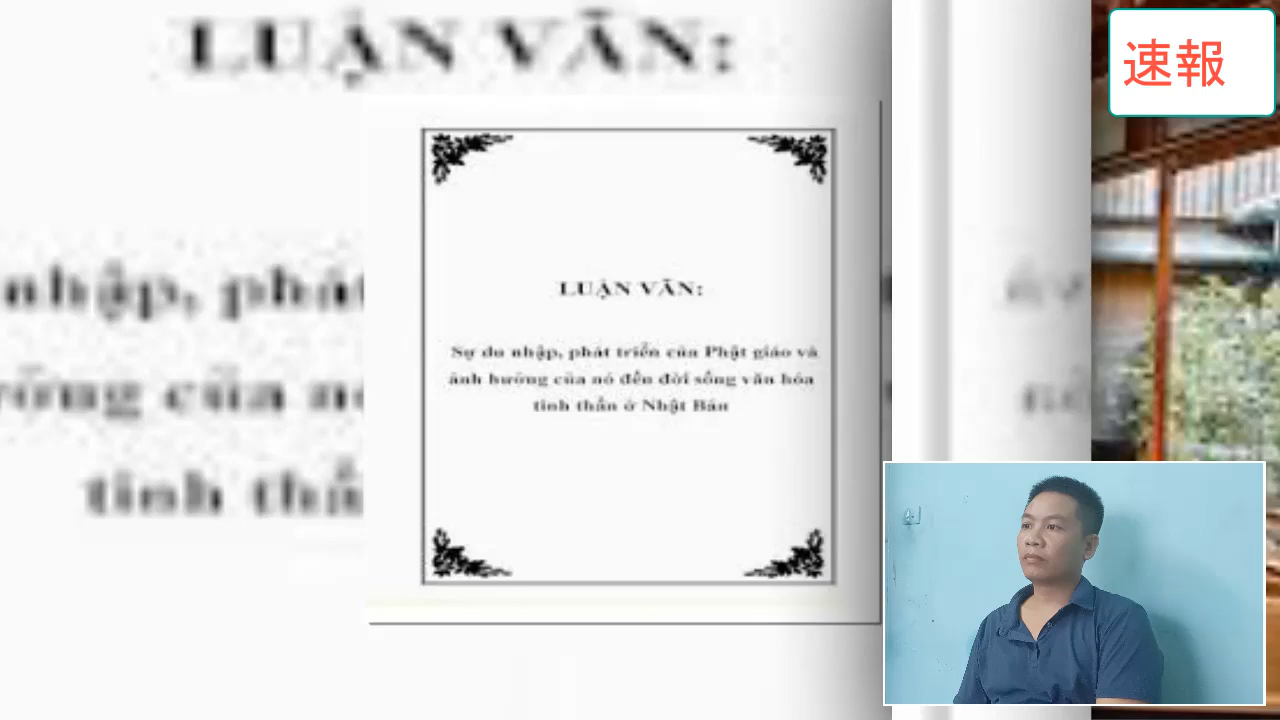 LUẬN VĂN:
速報
LUẬN VĂN:
Sự du nhập, phát triển của Phật giáo và
ảnh hưởng của nó đến đời sống văn hóa
tinh thần ở Nhật Bản
nhập, phát
ưởng của nó
tinh thần